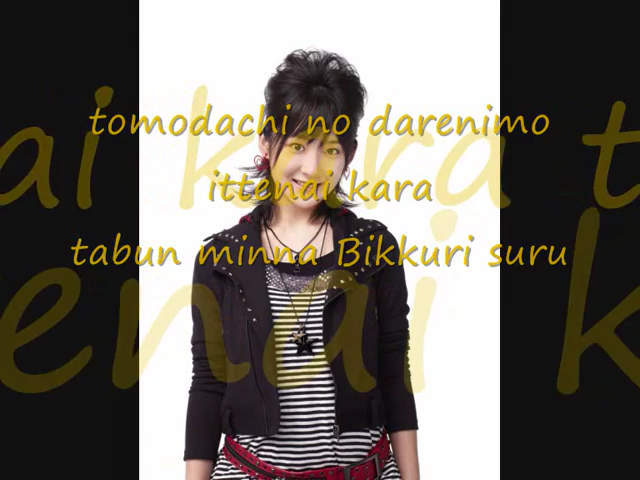 tomodachi no darenimo
ittenai kara
tabun minna Bikkuri suru